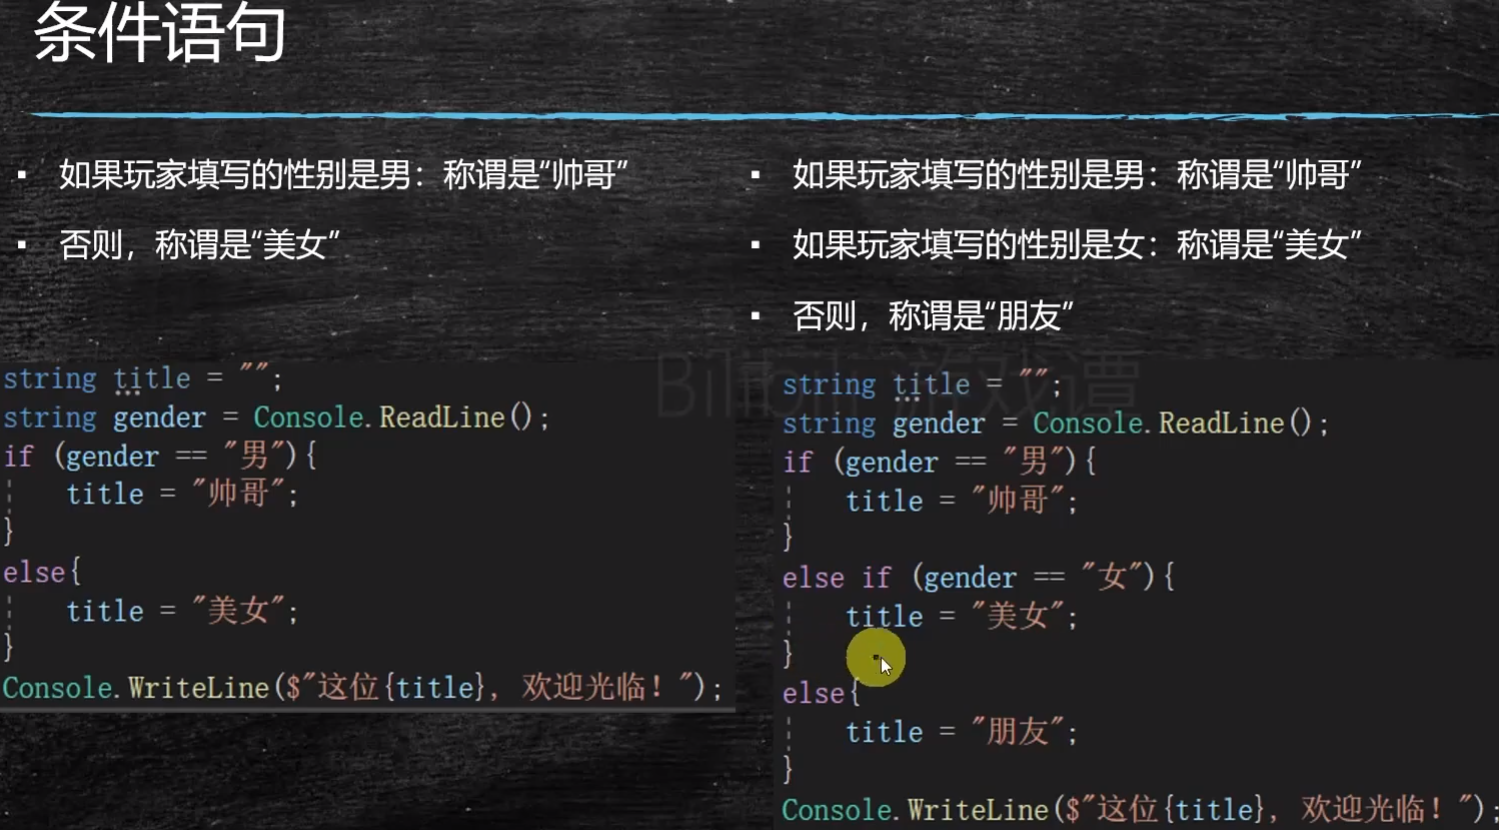 条件语句
▪ 如果玩家填写的性别是男：称谓是“帅哥”
▪ 否则，称谓是“美女”
▪ 如果玩家填写的性别是男：称谓是“帅哥”
▪ 如果玩家填写的性别是女：称谓是“美女”
▪ 否则，称谓是“朋友”
Bilibili 游戏谭
string title = "";
string gender = Console.ReadLine();
if (gender == "男"){
    title = "帅哥";
}
else{
    title = "美女";
}
Console.WriteLine($"这位{title}, 欢迎光临！");
string title = "";
string gender = Console.ReadLine();
if (gender == "男"){
    title = "帅哥";
}
else if (gender == "女"){
    title = "美女";
}
else{
    title = "朋友";
}
Console.WriteLine($"这位{title}, 欢迎光临！");